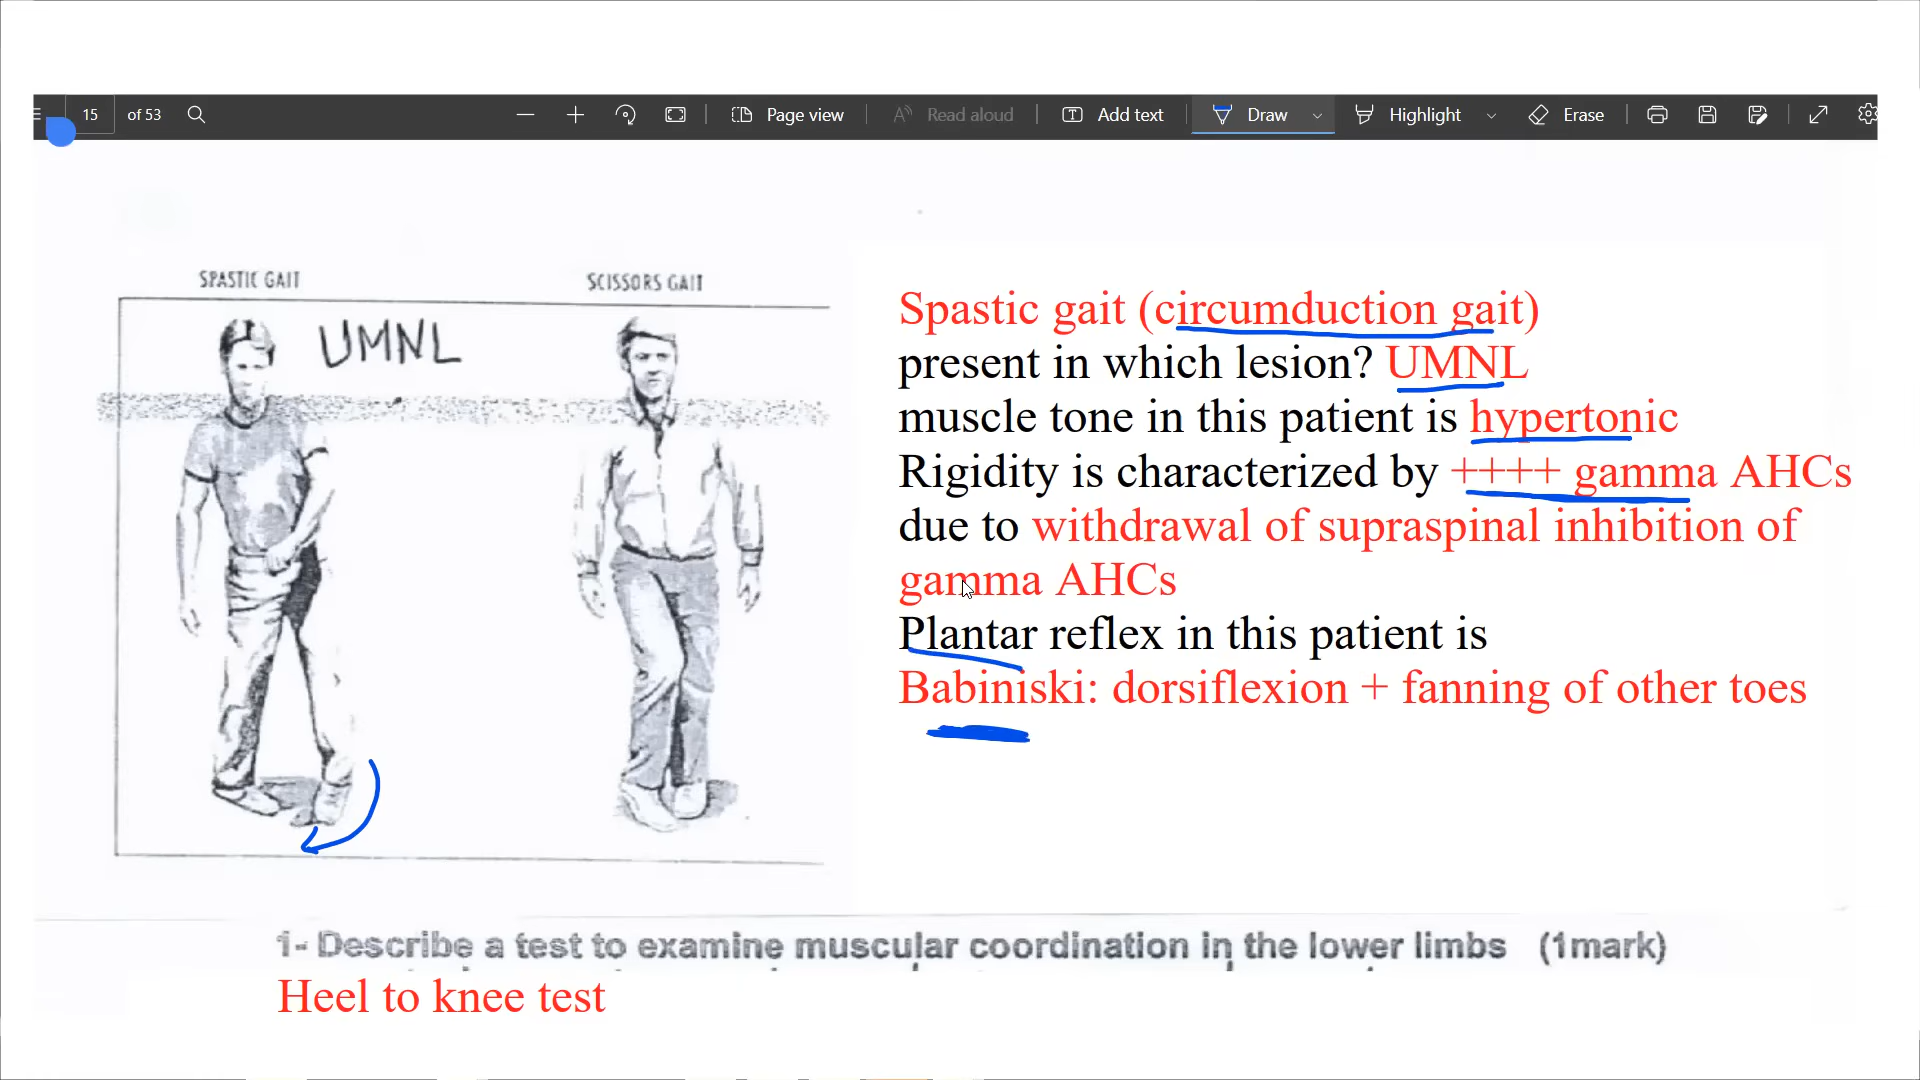 15 of 53 Page view Read aloud Add text Draw Highlight Erase
SPASTIC GAIT
SCISSORS GAIT
UMNL
Spastic gait (circumduction gait)
present in which lesion? UMNL
muscle tone in this patient is hypertonic
Rigidity is characterized by ++++ gamma AHCs
due to withdrawal of supraspinal inhibition of
gamma AHCs
Plantar reflex in this patient is
Babiniski: dorsiflexion + fanning of other toes
1- Describe a test to examine muscular coordination in the lower limbs (1mark)
Heel to knee test